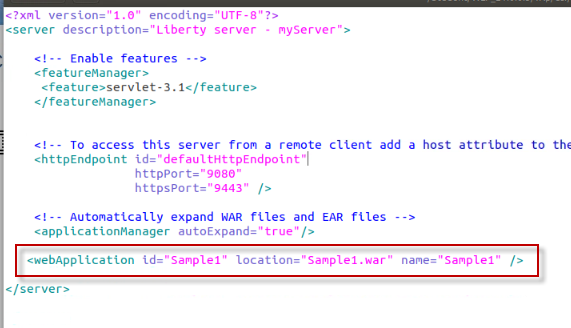 <?xml version="1.0" encoding="UTF-8"?>
<server description="Liberty server - myServer">
<!-- Enable features -->
<featureManager>
<feature>servlet-3.1</feature>
</featureManager>
<!-- To access this server from a remote client add a host attribute to the
<httpEndpoint id="defaultHttpEndpoint"
httpPort="9080"
httpsPort="9443" />
<!-- Automatically expand WAR files and EAR files -->
<applicationManager autoExpand="true"/>
<webApplication id="Sample1" location="Sample1.war" name="Sample1" />
</server>